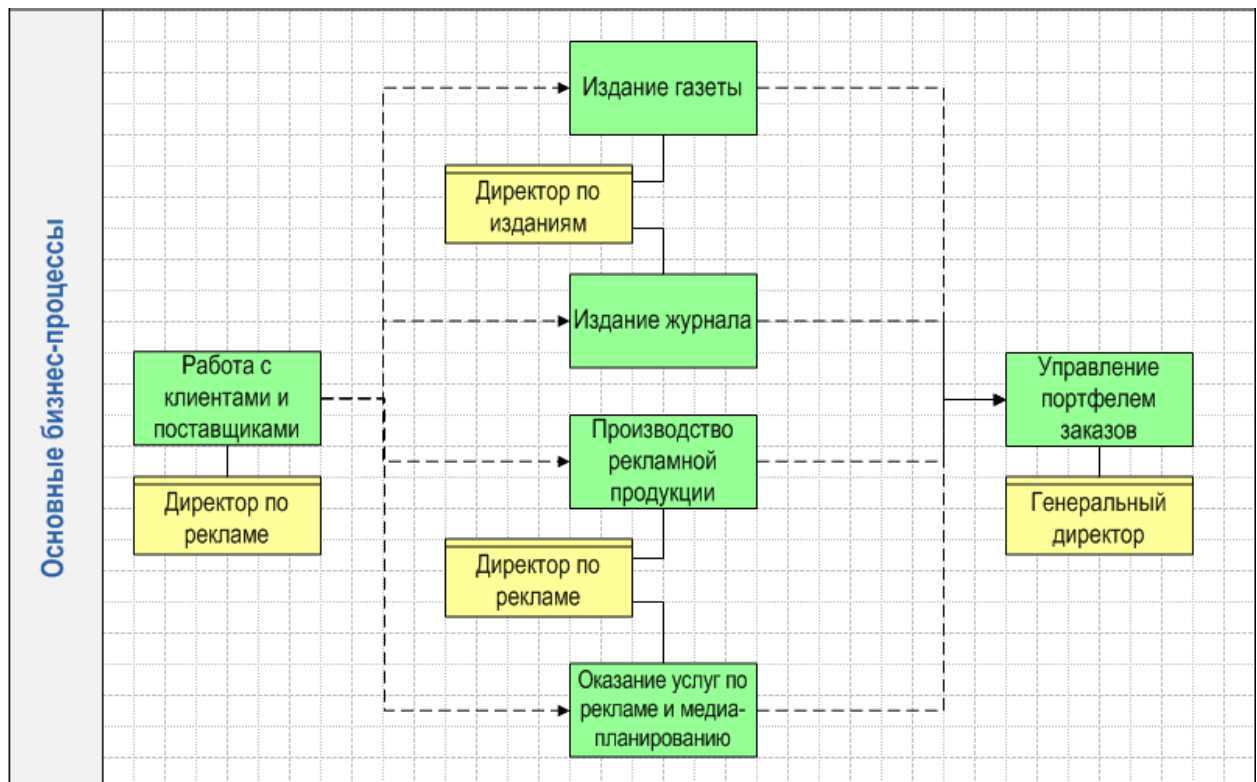 Основные бизнес-процессы
Издание газеты
Директор по
изданиям
Издание журнала
Работа с
клиентами и
поставщиками
Директор по
рекламе
Производство
рекламной
продукции
Директор по
рекламе
Оказание услуг по
рекламе и медиа-
планированию
Управление
портфелем
заказов
Генеральный
директор